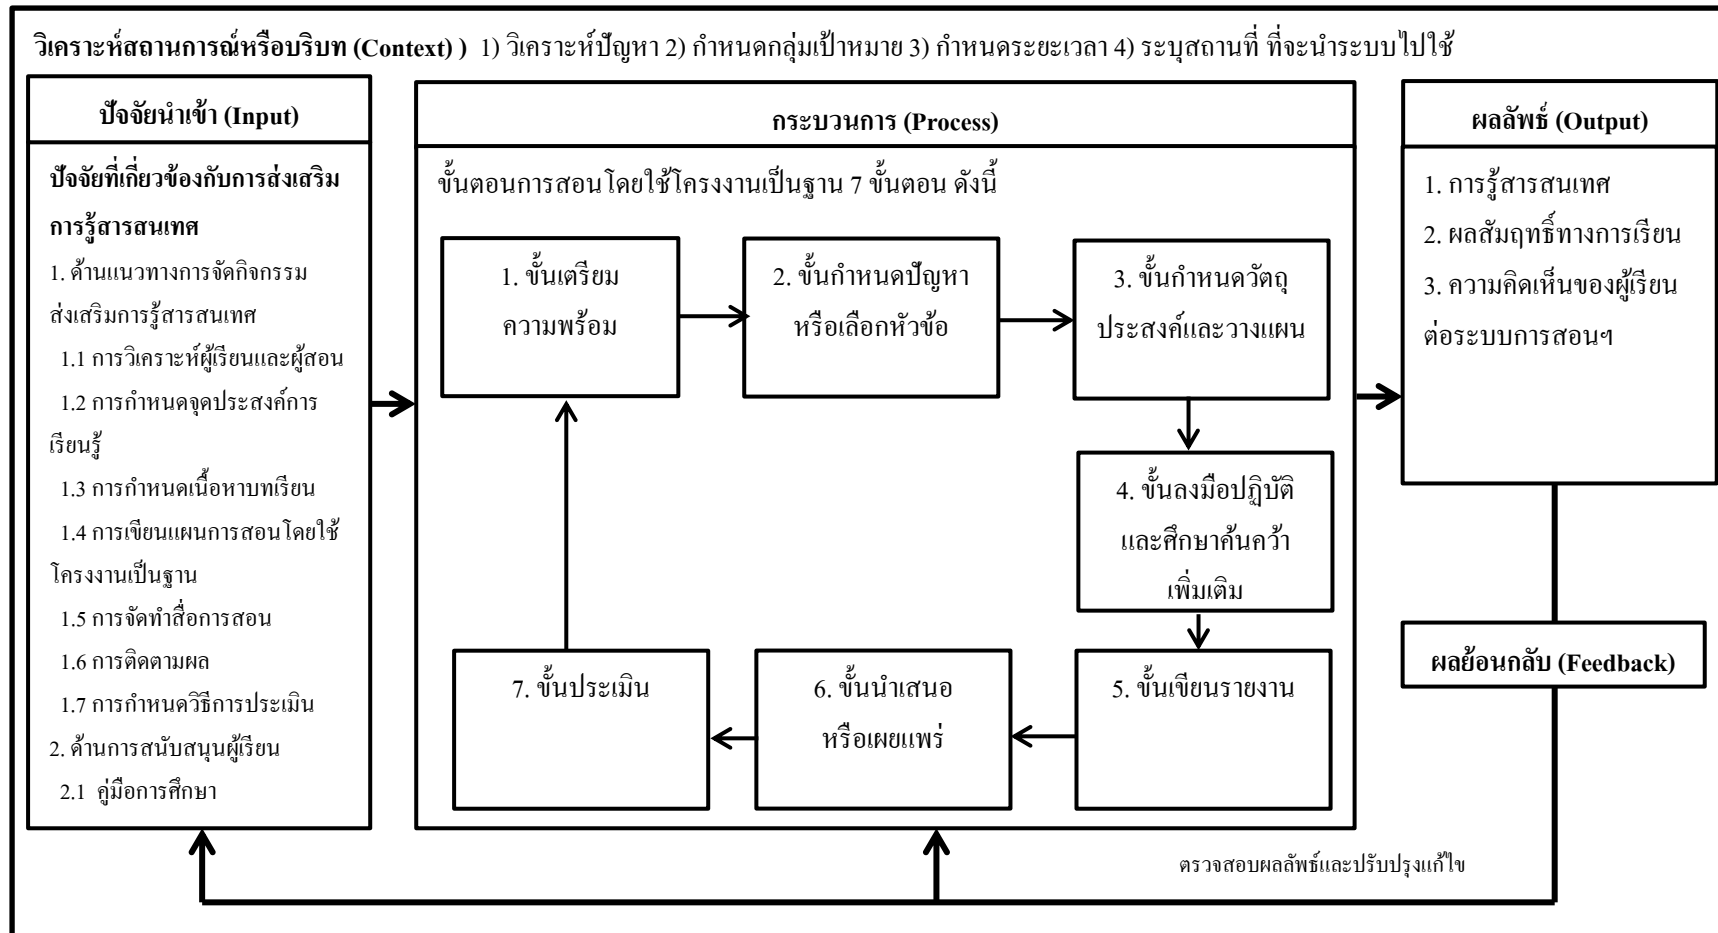 วิเคราะห์สถานการณ์หรือบริบท (Context) ) 1) วิเคราะห์ปัญหา 2) กำหนดกลุ่มเป้าหมาย 3) กำหนดระยะเวลา 4) ระบุสถานที่ ที่จะนำระบบไปใช้
ปัจจัยนำเข้า (Input)
ปัจจัยที่เกี่ยวข้องกับการส่งเสริม
การรู้สารสนเทศ
1. ด้านแนวทางการจัดกิจกรรม
ส่งเสริมการรู้สารสนเทศ
1.1 การวิเคราะห์ผู้เรียนและผู้สอน
1.2 การกำหนดจุดประสงค์การ
เรียนรู้
1.3 การกำหนดเนื้อหาบทเรียน
1.4 การเขียนแผนการสอนโดยใช้
โครงงานเป็นฐาน
1.5 การจัดทำสื่อการสอน
1.6 การติดตามผล
1.7 การกำหนดวิธีการประเมิน
2. ด้านการสนับสนุนผู้เรียน
2.1 คู่มือการศึกษา
กระบวนการ (Process)
ขั้นตอนการสอนโดยใช้โครงงานเป็นฐาน 7 ขั้นตอน ดังนี้
1. ขั้นเตรียม
ความพร้อม
2. ขั้นกำหนดปัญหา
หรือเลือกหัวข้อ
3. ขั้นกำหนดวัตถุ
ประสงค์และวางแผน
4. ขั้นลงมือปฏิบัติ
และศึกษาค้นคว้า
เพิ่มเติม
5. ขั้นเขียนรายงาน
6. ขั้นนำเสนอ
หรือเผยแพร่
7. ขั้นประเมิน
ผลลัพธ์ (Output)
1. การรู้สารสนเทศ
2. ผลสัมฤทธิ์ทางการเรียน
3. ความคิดเห็นของผู้เรียน
ต่อระบบการสอนฯ
ผลย้อนกลับ (Feedback)
ตรวจสอบผลลัพธ์และปรับปรุงแก้ไข